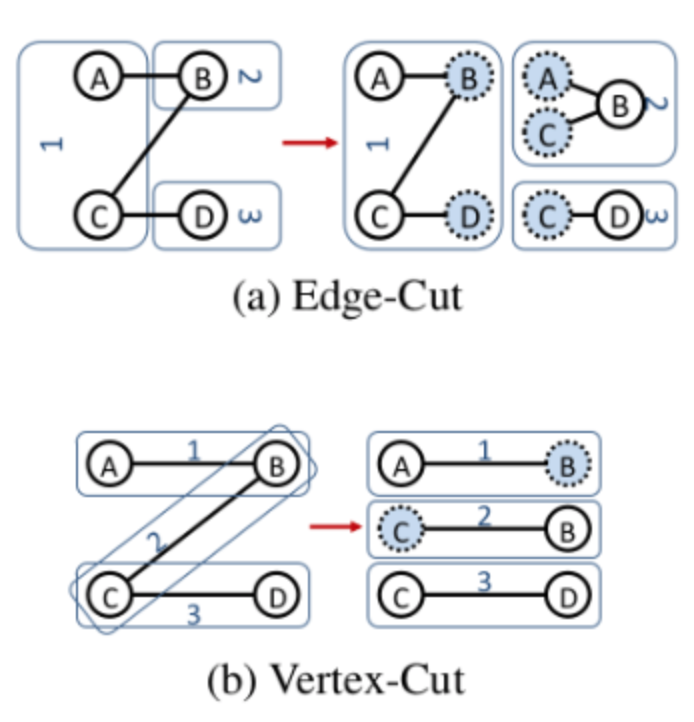 A B 2 A B A B 2
1 1 C
C D 3 C D C D 3
(a) Edge-Cut
A 1 B A 1 B
2 C 2 B
C 3 D C 3 D
(b) Vertex-Cut